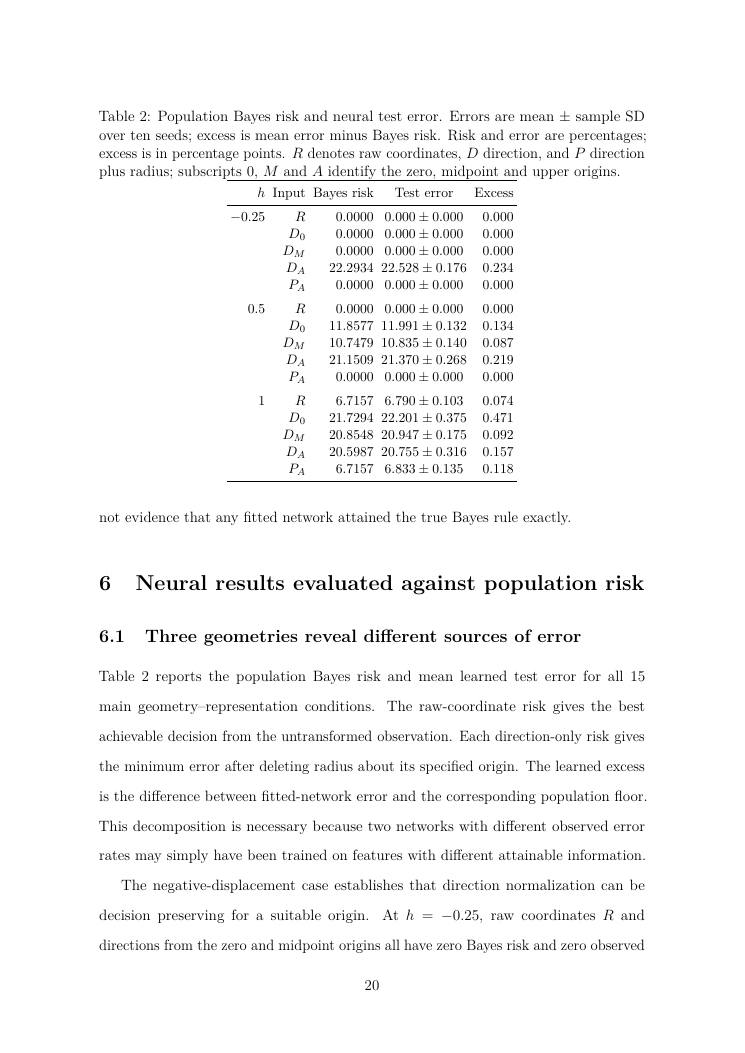 Table 2: Population Bayes risk and neural test error. Errors are mean ± sample SD
over ten seeds; excess is mean error minus Bayes risk. Risk and error are percentages;
excess is in percentage points. R denotes raw coordinates, D direction, and P direction
plus radius; subscripts 0, M and A identify the zero, midpoint and upper origins.
h Input Bayes risk Test error Excess
−0.25 R 0.0000 0.000 ± 0.000 0.000
D₀ 0.0000 0.000 ± 0.000 0.000
D_M 0.0000 0.000 ± 0.000 0.000
D_A 22.2934 22.528 ± 0.176 0.234
P_A 0.0000 0.000 ± 0.000 0.000
0.5 R 0.0000 0.000 ± 0.000 0.000
D₀ 11.8577 11.991 ± 0.132 0.134
D_M 10.7479 10.835 ± 0.140 0.087
D_A 21.1509 21.370 ± 0.268 0.219
P_A 0.0000 0.000 ± 0.000 0.000
1 R 6.7157 6.790 ± 0.103 0.074
D₀ 21.7294 22.201 ± 0.375 0.471
D_M 20.8548 20.947 ± 0.175 0.092
D_A 20.5987 20.755 ± 0.316 0.157
P_A 6.7157 6.833 ± 0.135 0.118
not evidence that any fitted network attained the true Bayes rule exactly.
6 Neural results evaluated against population risk
6.1 Three geometries reveal different sources of error
Table 2 reports the population Bayes risk and mean learned test error for all 15
main geometry–representation conditions. The raw-coordinate risk gives the best
achievable decision from the untransformed observation. Each direction-only risk gives
the minimum error after deleting radius about its specified origin. The learned excess
is the difference between fitted-network error and the corresponding population floor.
This decomposition is necessary because two networks with different observed error
rates may simply have been trained on features with different attainable information.
The negative-displacement case establishes that direction normalization can be
decision preserving for a suitable origin. At h = −0.25, raw coordinates R and
directions from the zero and midpoint origins all have zero Bayes risk and zero observed
20